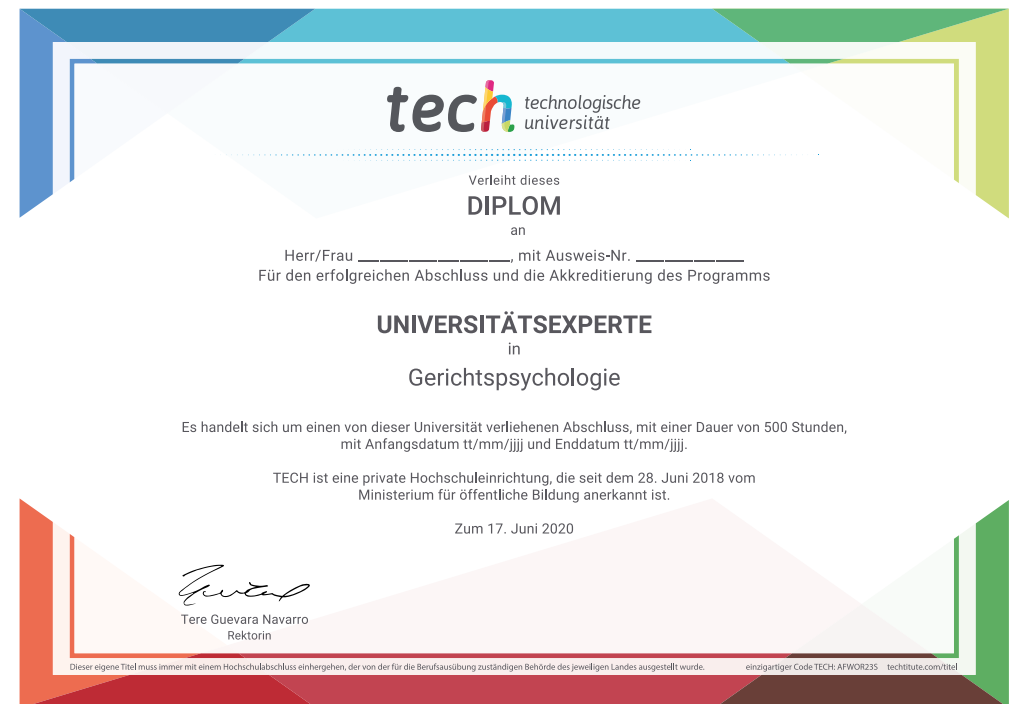 tech technologische
universität
Verleiht dieses
DIPLOM
an
Herr/Frau ________________, mit Ausweis-Nr. ____________
Für den erfolgreichen Abschluss und die Akkreditierung des Programms
UNIVERSITÄTSEXPERTE
in
Gerichtspsychologie
Es handelt sich um einen von dieser Universität verliehenen Abschluss, mit einer Dauer von 500 Stunden,
mit Anfangsdatum tt/mm/jjjj und Enddatum tt/mm/jjjj.
TECH ist eine private Hochschuleinrichtung, die seit dem 28. Juni 2018 vom
Ministerium für öffentliche Bildung anerkannt ist.
Zum 17. Juni 2020
Tere Guevara Navarro
Rektorin
Dieser eigene Titel muss immer mit einem Hochschulabschluss einhergehen, der von der für die Berufsausübung zuständigen Behörde des jeweiligen Landes ausgestellt wurde. einzigartiger Code TECH: AFWOR23S techtitute.com/titel